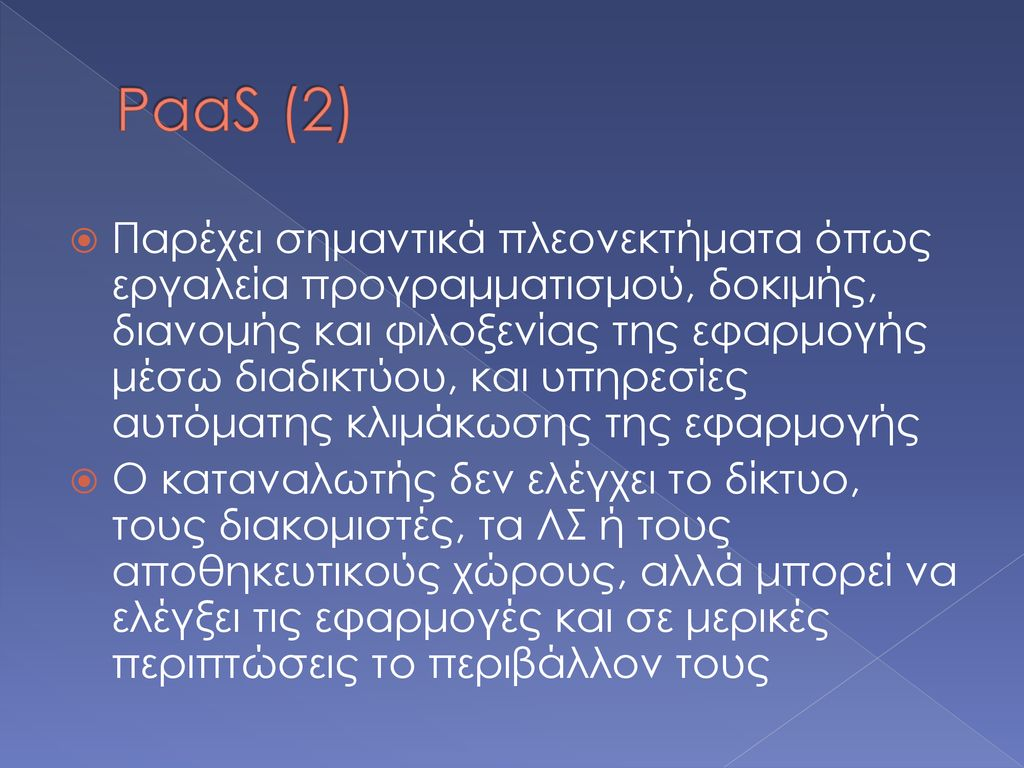 PaaS (2)
Παρέχει σημαντικά πλεονεκτήματα όπως
εργαλεία προγραμματισμού, δοκιμής,
διανομής και φιλοξενίας της εφαρμογής
μέσω διαδικτύου, και υπηρεσίες
αυτόματης κλιμάκωσης της εφαρμογής
Ο καταναλωτής δεν ελέγχει το δίκτυο,
τους διακομιστές, τα ΛΣ ή τους
αποθηκευτικούς χώρους, αλλά μπορεί να
ελέγξει τις εφαρμογές και σε μερικές
περιπτώσεις το περιβάλλον τους